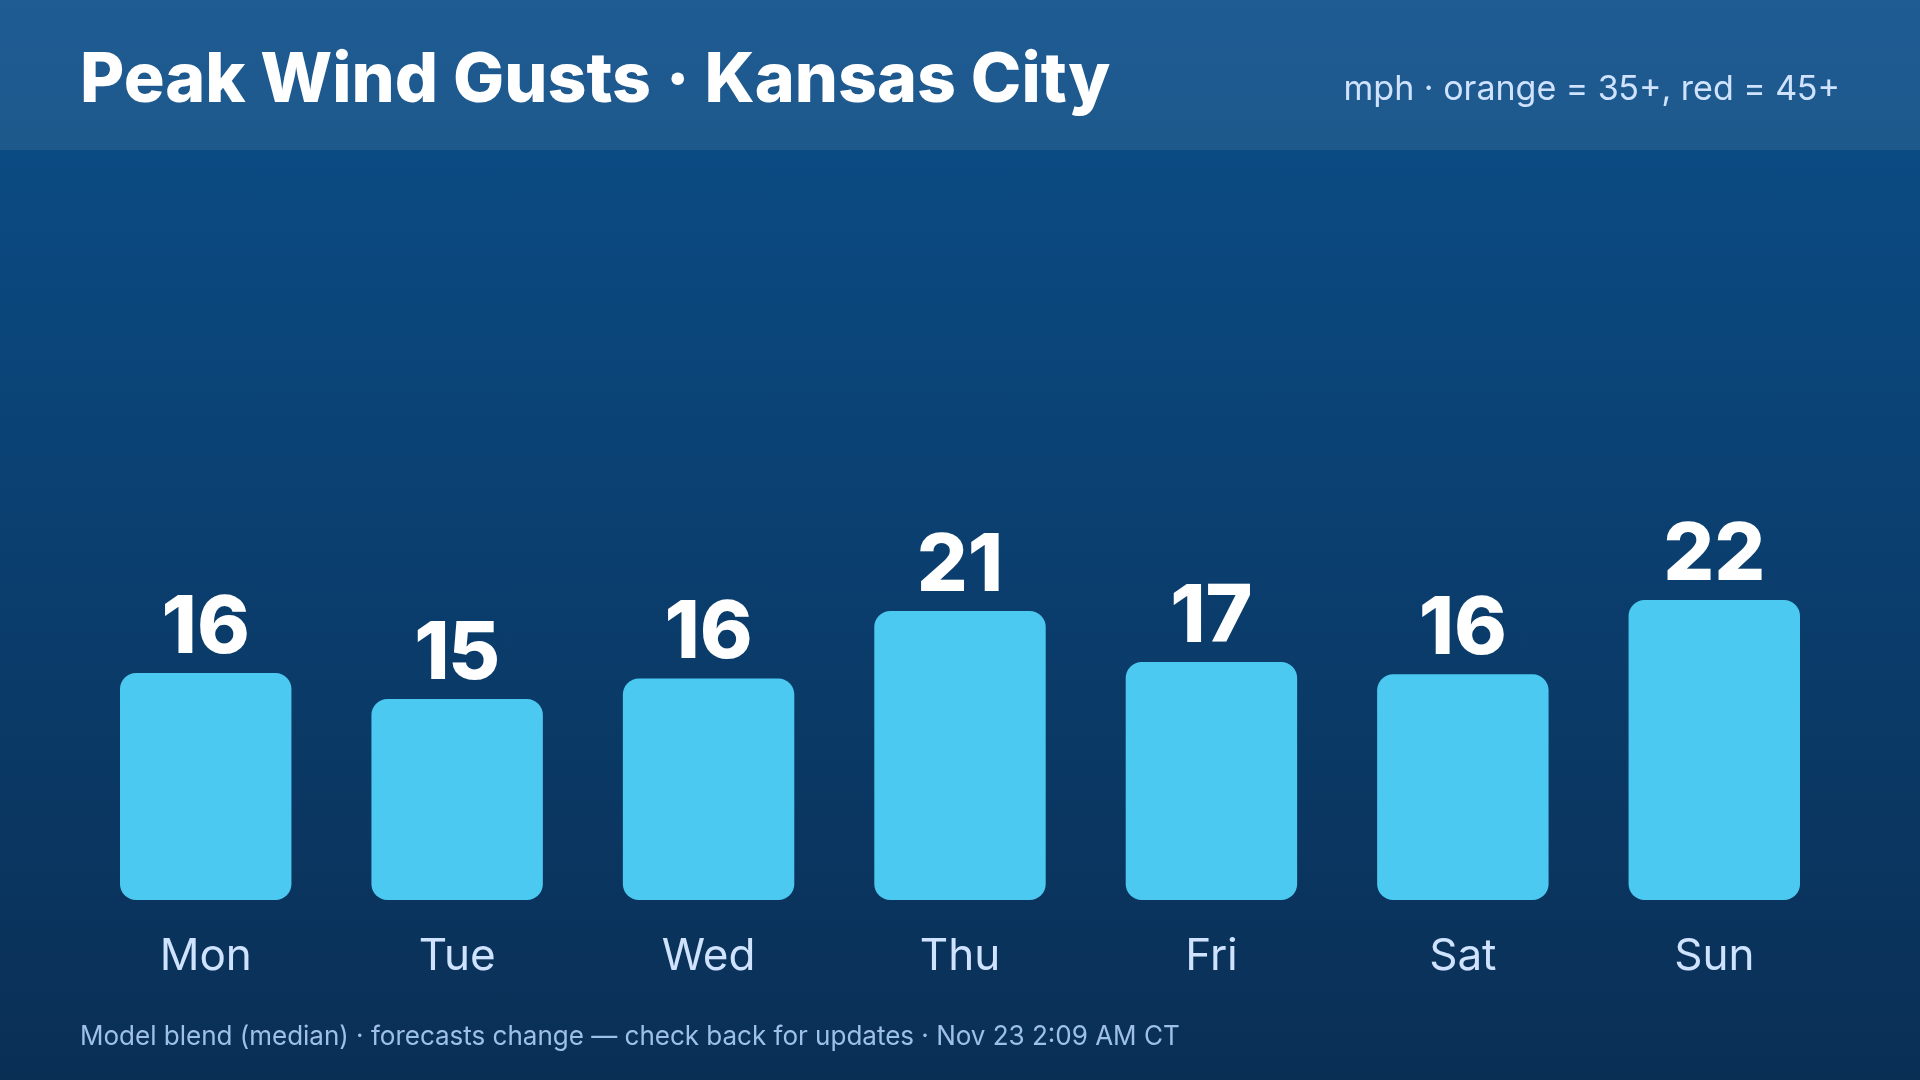 Peak Wind Gusts · Kansas City
mph · orange = 35+, red = 45+
16 15 16 21 17 16 22
Mon Tue Wed Thu Fri Sat Sun
Model blend (median) · forecasts change — check back for updates · Nov 23 2:09 AM CT